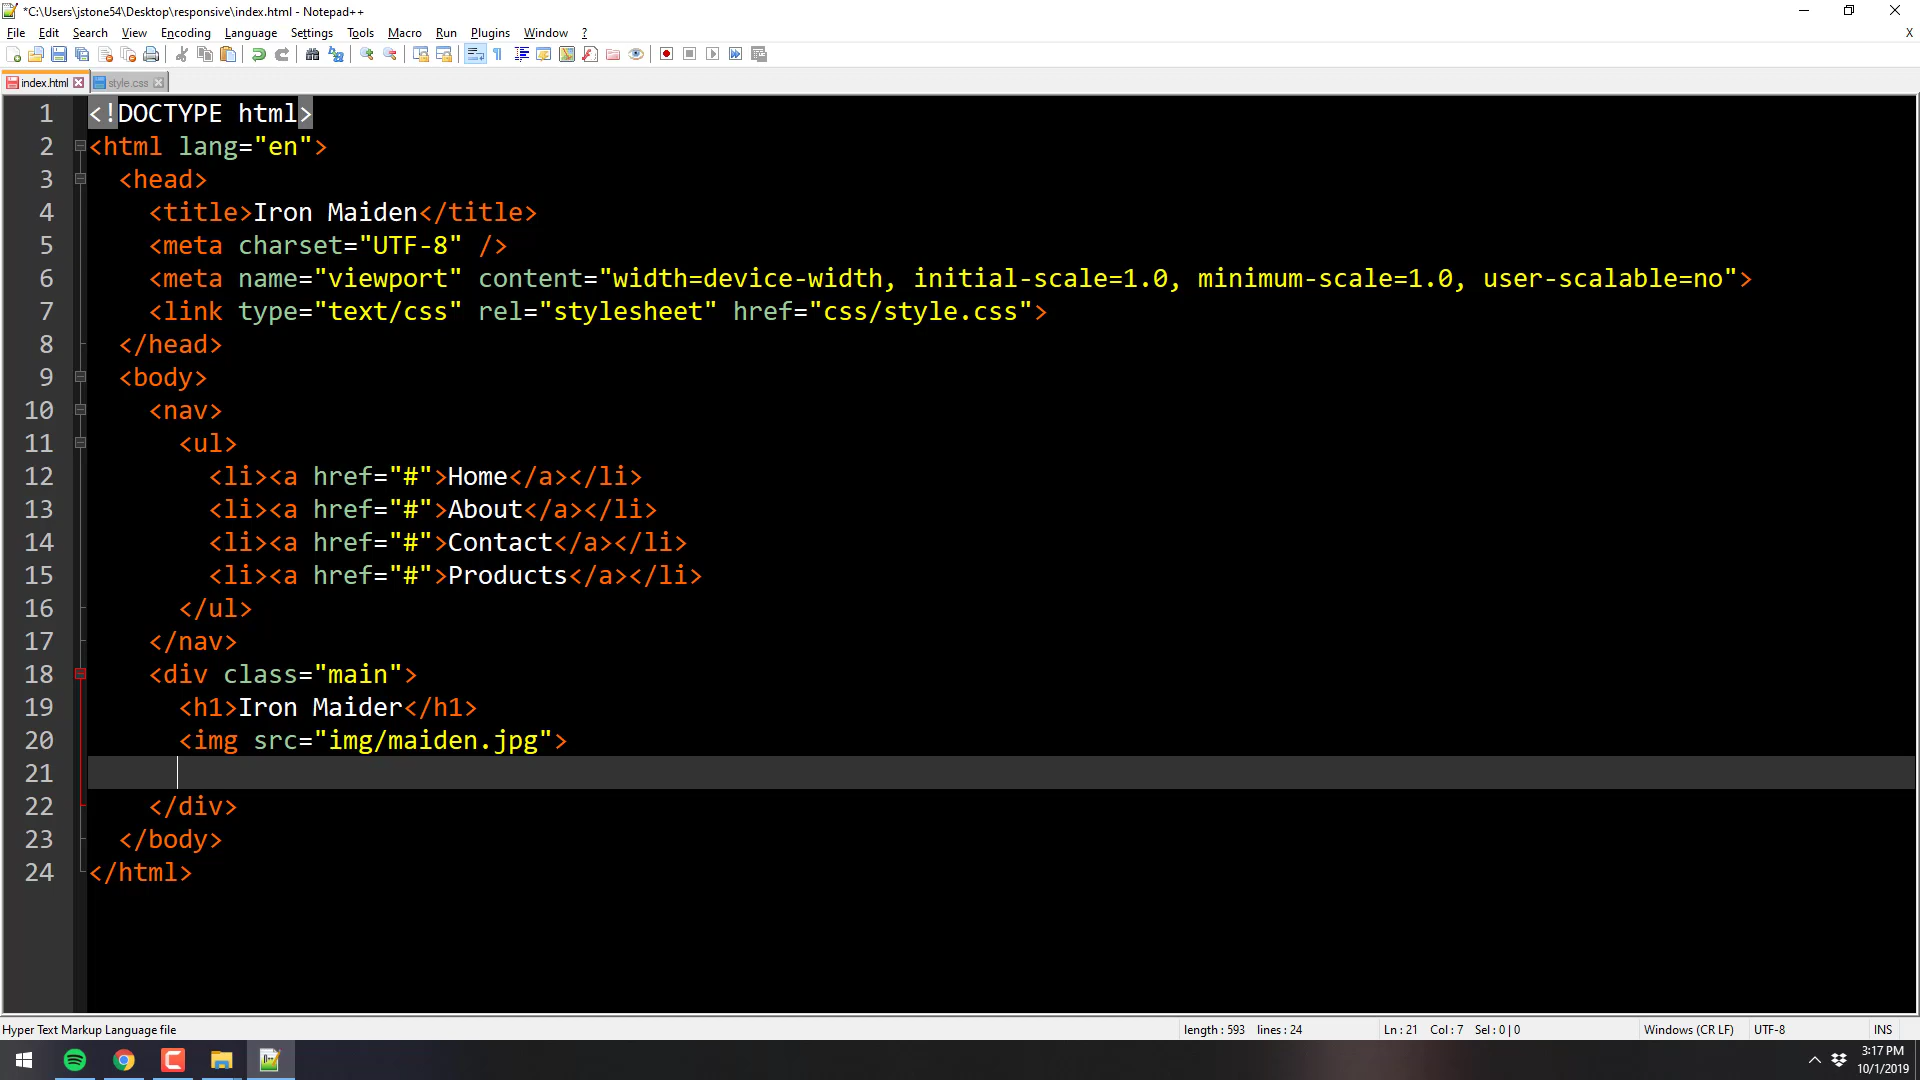 *C:\Users\jstone54\Desktop\responsive\index.html - Notepad++
File Edit Search View Encoding Language Settings Tools Macro Run Plugins Window ? X
index.html style.css
1 <!DOCTYPE html>
2 <html lang="en">
3 <head>
4 <title>Iron Maiden</title>
5 <meta charset="UTF-8" />
6 <meta name="viewport" content="width=device-width, initial-scale=1.0, minimum-scale=1.0, user-scalable=no">
7 <link type="text/css" rel="stylesheet" href="css/style.css">
8 </head>
9 <body>
10 <nav>
11 <ul>
12 <li><a href="#">Home</a></li>
13 <li><a href="#">About</a></li>
14 <li><a href="#">Contact</a></li>
15 <li><a href="#">Products</a></li>
16 </ul>
17 </nav>
18 <div class="main">
19 <h1>Iron Maider</h1>
20 <img src="img/maiden.jpg">
21
22 </div>
23 </body>
24 </html>
Hyper Text Markup Language file length : 593 lines : 24 Ln : 21 Col : 7 Sel : 0 | 0 Windows (CR LF) UTF-8 INS
3:17 PM
10/1/2019